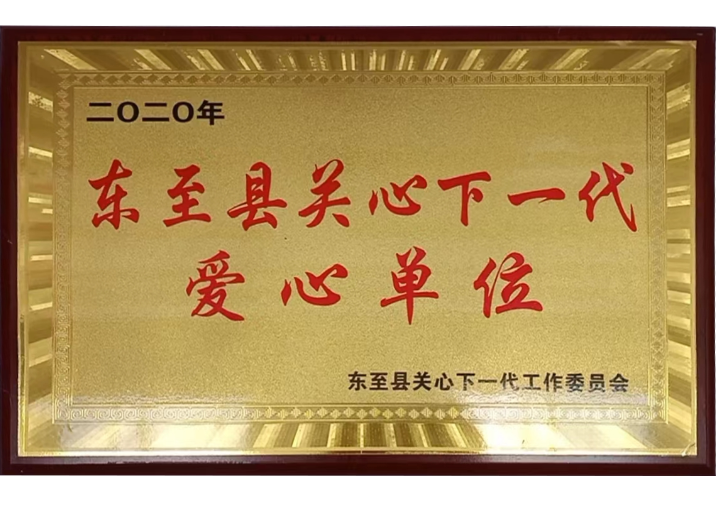 二〇二〇年
东至县关心下一代
爱心单位
东至县关心下一代工作委员会